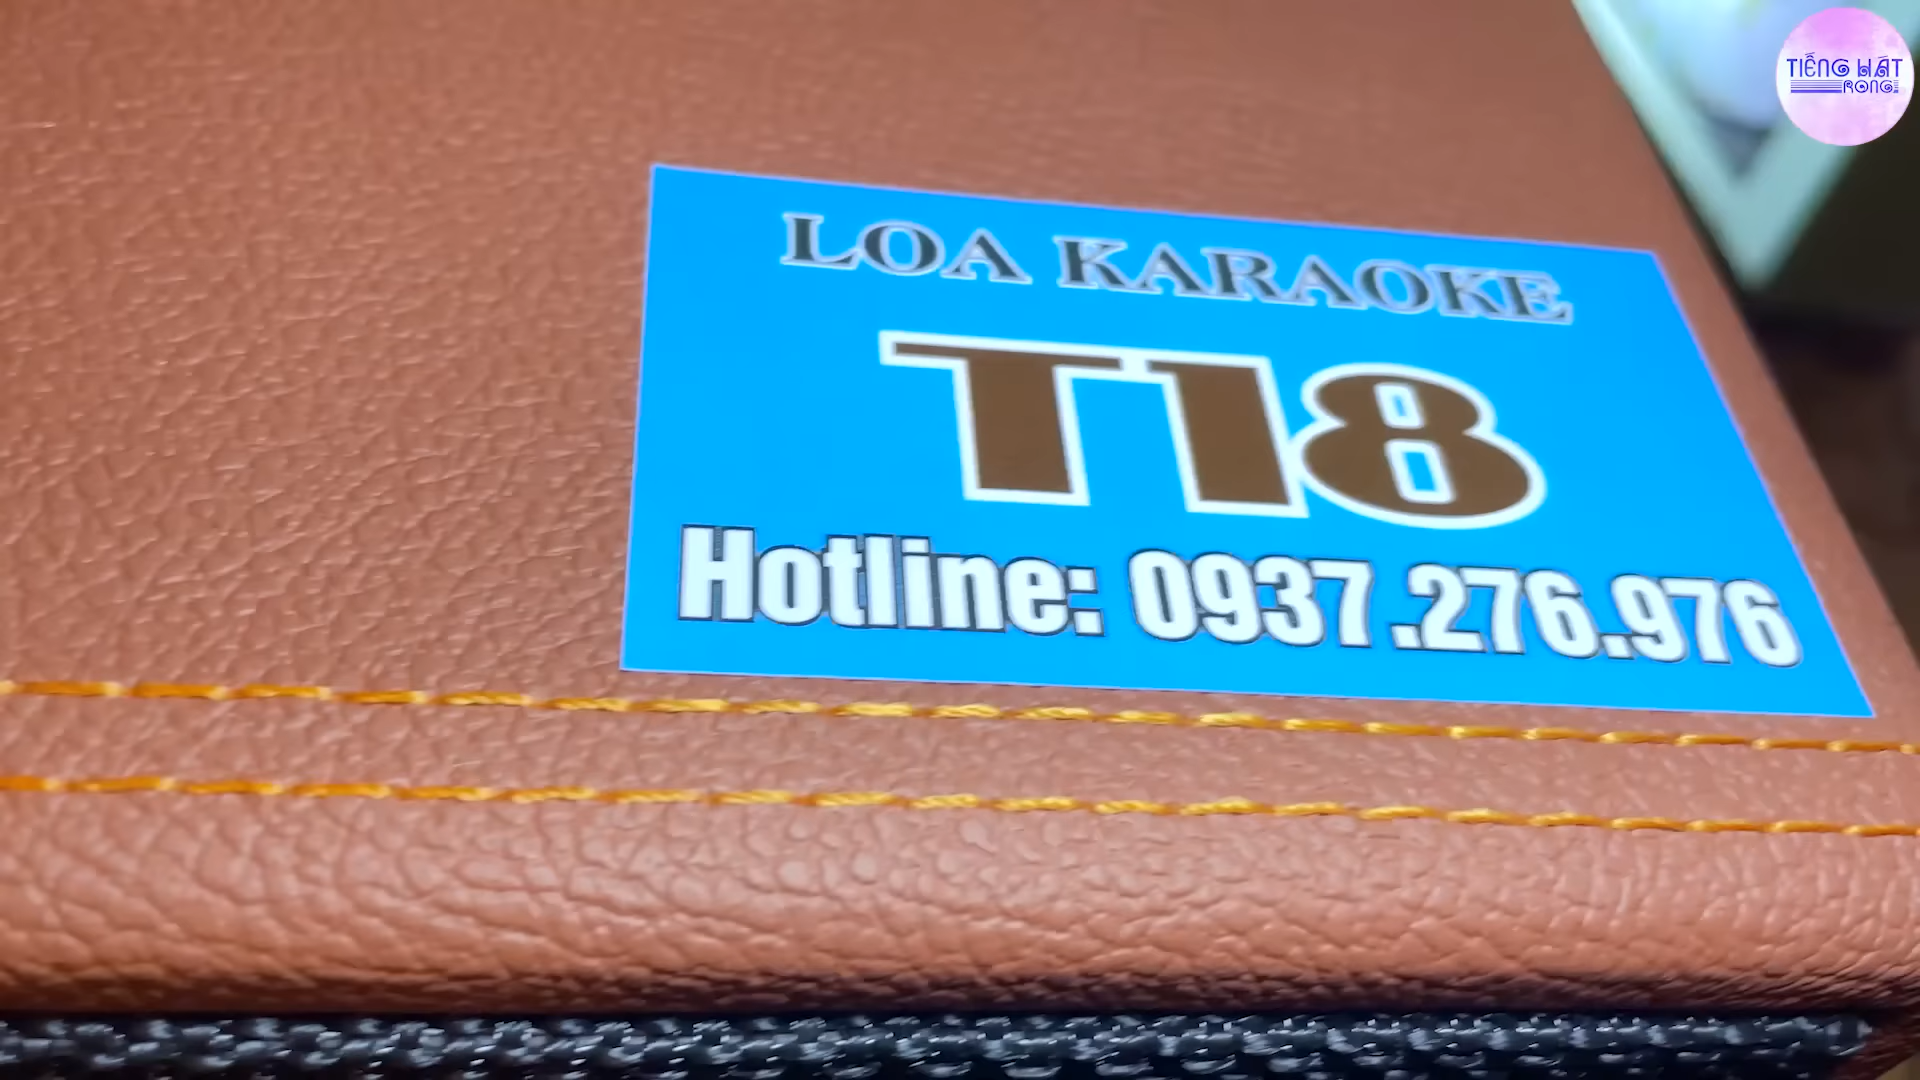 TIẾNG HÁT
RONG
LOA KARAOKE
T18
Hotline: 0937.276.976